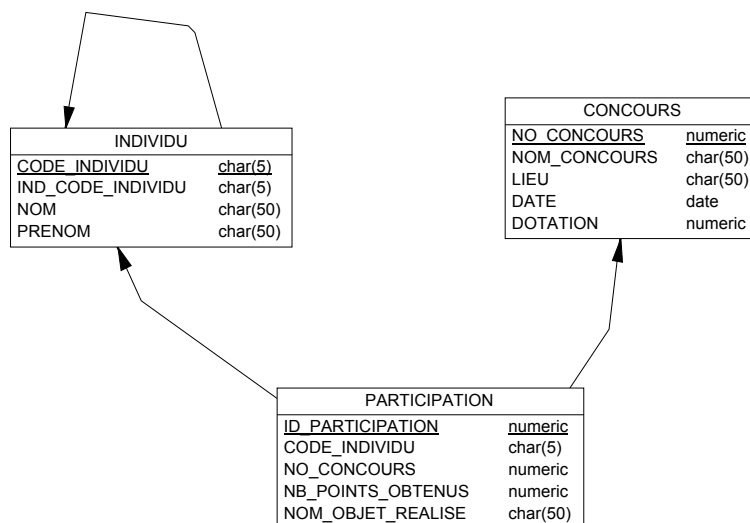 INDIVIDU
CODE_INDIVIDU char(5)
IND_CODE_INDIVIDU char(5)
NOM char(50)
PRENOM char(50)
CONCOURS
NO_CONCOURS numeric
NOM_CONCOURS char(50)
LIEU char(50)
DATE date
DOTATION numeric
PARTICIPATION
ID_PARTICIPATION numeric
CODE_INDIVIDU char(5)
NO_CONCOURS numeric
NB_POINTS_OBTENUS numeric
NOM_OBJET_REALISE char(50)